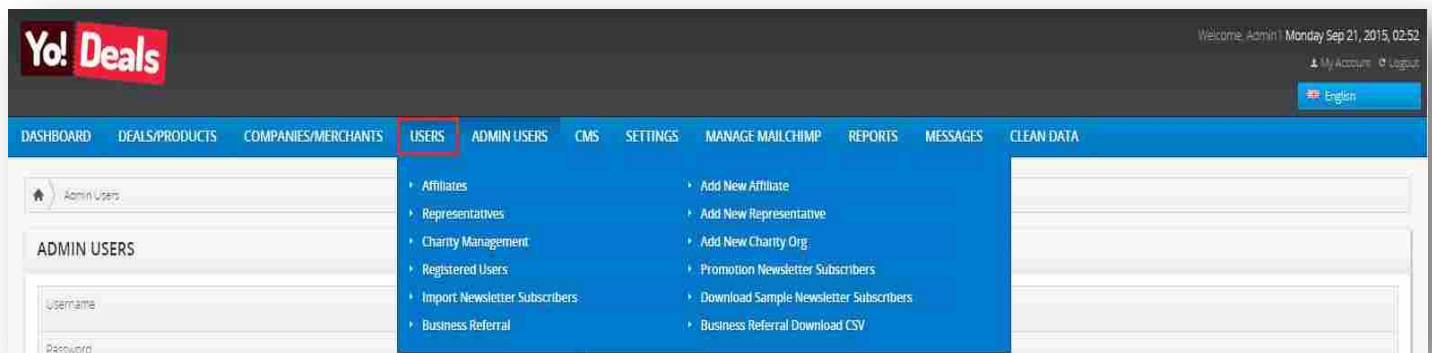 Yo! Deals
Welcome, Admin1 Monday Sep 21, 2015, 02:52
My Account Logout
English
DASHBOARD DEALS/PRODUCTS COMPANIES/MERCHANTS USERS ADMIN USERS CMS SETTINGS MANAGE MAILCHIMP REPORTS MESSAGES CLEAN DATA
Admin Users
Affiliates Add New Affiliate
Representatives Add New Representative
Charity Management Add New Charity Org
ADMIN USERS
Registered Users Promotion Newsletter Subscribers
Import Newsletter Subscribers Download Sample Newsletter Subscribers
Username
Business Referral Business Referral Download CSV
Password